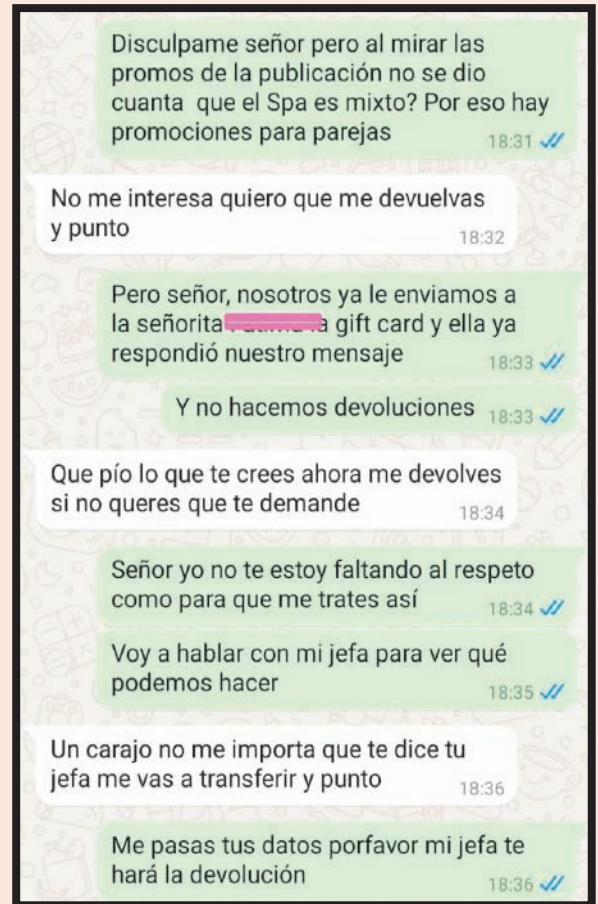 Disculpame señor pero al mirar las
promos de la publicación no se dio
cuanta que el Spa es mixto? Por eso hay
promociones para parejas
18:31
No me interesa quiero que me devuelvas
y punto
18:32
Pero señor, nosotros ya le enviamos a
la señorita a gift card y ella ya
respondió nuestro mensaje
18:33
Y no hacemos devoluciones 18:33
Que pío lo que te crees ahora me devolves
si no queres que te demande
18:34
Señor yo no te estoy faltando al respeto
como para que me trates así
18:34
Voy a hablar con mi jefa para ver qué
podemos hacer
18:35
Un carajo no me importa que te dice tu
jefa me vas a transferir y punto
18:36
Me pasas tus datos porfavor mi jefa te
hará la devolución
18:36